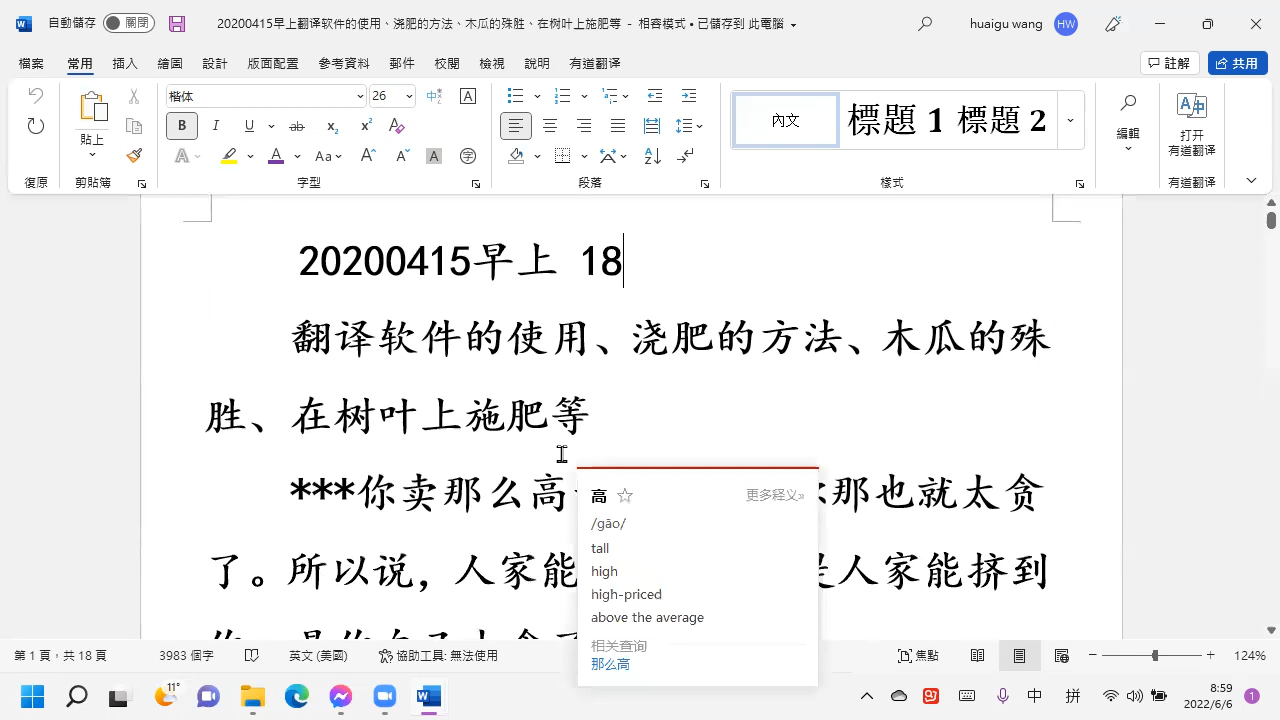 自動儲存 關閉 20200415早上翻译软件的使用、浇肥的方法、木瓜的殊胜、在树叶上施肥等 - 相容模式 • 已儲存到 此電腦 huaigu wang HW
檔案 常用 插入 繪圖 設計 版面配置 參考資料 郵件 校閱 檢視 說明 有道翻译 註解 共用
楷体 26
貼上 內文 標題 1 標題 2 編輯 打开 有道翻译
復原 剪貼簿 字型 段落 樣式 有道翻译
20200415早上 18
翻译软件的使用、浇肥的方法、木瓜的殊
胜、在树叶上施肥等
***你卖那么高 那也就太贪
了。所以说，人家能 是人家能挤到
高 更多释义»
/gāo/
tall
high
high-priced
above the average
相关查询
那么高
第 1 頁，共 18 頁 3983 個字 英文 (美國) 協助工具: 無法使用 焦點 124%
11° 中 拼 8:59
2022/6/6 1